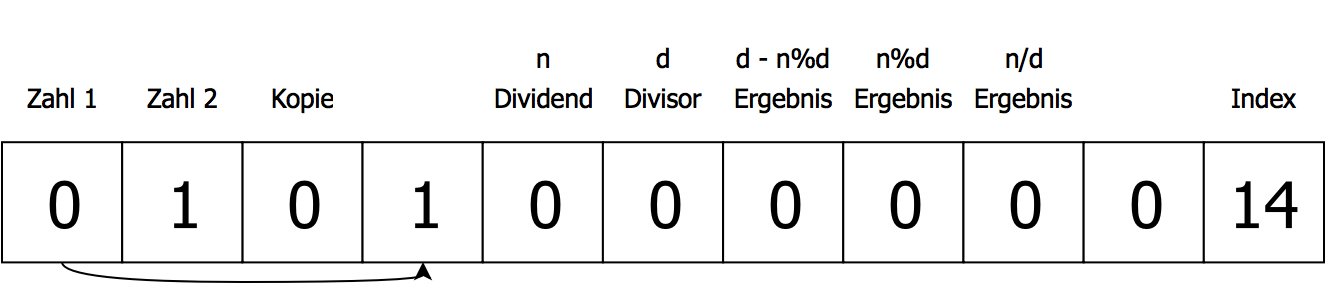 n d d - n%d n%d n/d
Zahl 1 Zahl 2 Kopie Dividend Divisor Ergebnis Ergebnis Ergebnis Index
0 1 0 1 0 0 0 0 0 0 14